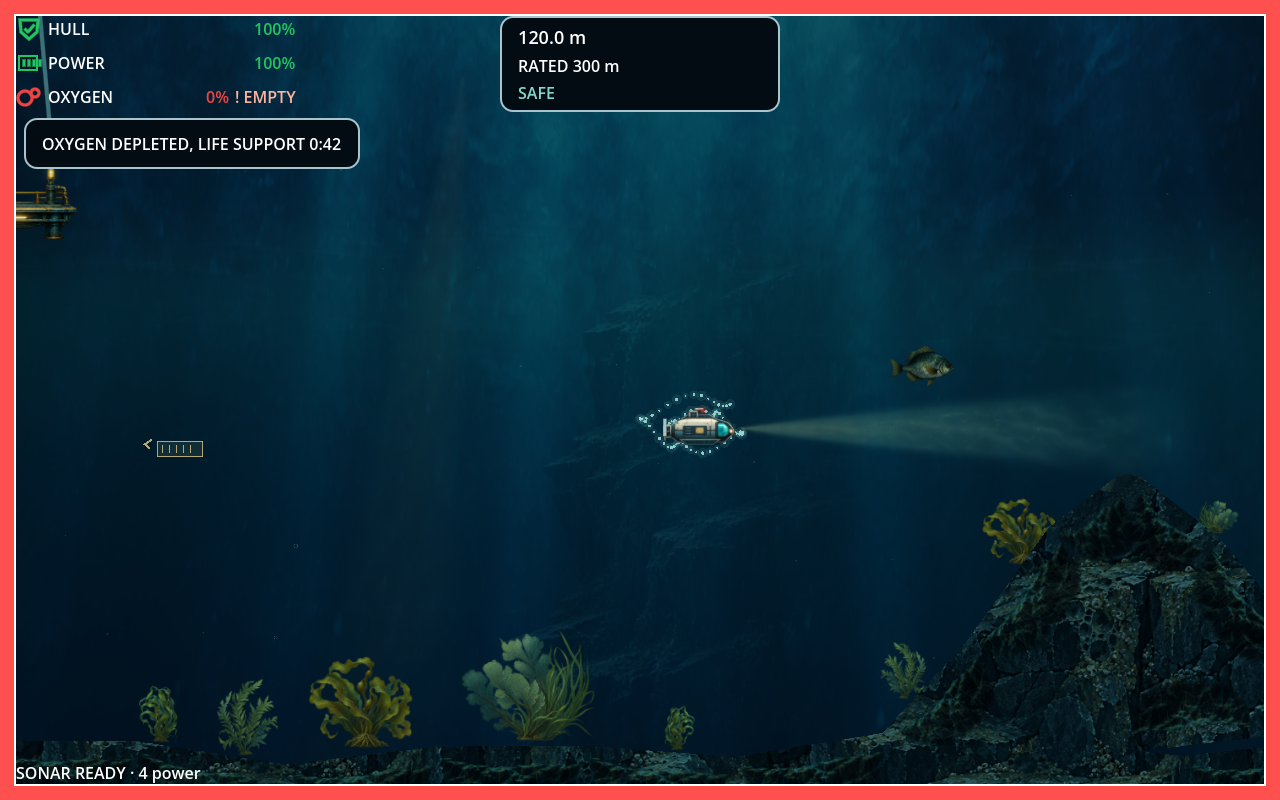 HULL 100%
POWER 100%
OXYGEN 0% ! EMPTY
OXYGEN DEPLETED, LIFE SUPPORT 0:42
120.0 m
RATED 300 m
SAFE
SONAR READY · 4 power